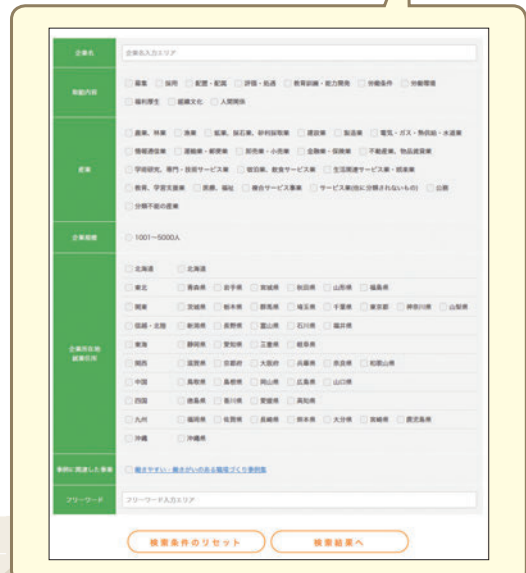 企業名
企業名入力エリア
取組内容
募集 採用 配置・配属 評価・処遇 教育訓練・能力開発 労働条件 労働環境
福利厚生 組織文化 人間関係
産業
農業、林業 漁業 鉱業、採石業、砂利採取業 建設業 製造業 電気・ガス・熱供給・水道業
情報通信業 運輸業・郵便業 卸売業・小売業 金融業・保険業 不動産業、物品賃貸業
学術研究、専門・技術サービス業 宿泊業、飲食サービス業 生活関連サービス業・娯楽業
教育、学習支援業 医療、福祉 複合サービス事業 サービス業(他に分類されないもの) 公務
分類不能の産業
企業規模
1001〜5000人
企業所在地
就業住所
北海道 北海道
東北 青森県 岩手県 宮城県 秋田県 山形県 福島県
関東 茨城県 栃木県 群馬県 埼玉県 千葉県 東京都 神奈川県 山梨県
信越・北陸 新潟県 長野県 富山県 石川県 福井県
東海 静岡県 愛知県 三重県 岐阜県
関西 滋賀県 京都府 大阪府 兵庫県 奈良県 和歌山県
中国 鳥取県 島根県 岡山県 広島県 山口県
四国 徳島県 香川県 愛媛県 高知県
九州 福岡県 佐賀県 長崎県 熊本県 大分県 宮崎県 鹿児島県
沖縄 沖縄県
事例に関連した事業
働きやすい・働きがいのある職場づくり事例集
フリーワード
フリーワード入力エリア
検索条件のリセット
検索結果へ